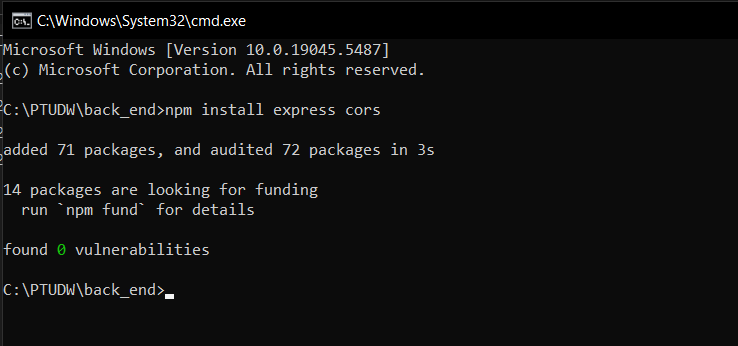 C:\Windows\System32\cmd.exe
Microsoft Windows [Version 10.0.19045.5487]
(c) Microsoft Corporation. All rights reserved.
C:\PTUDW\back_end>npm install express cors
added 71 packages, and audited 72 packages in 3s
14 packages are looking for funding
run `npm fund` for details
found 0 vulnerabilities
C:\PTUDW\back_end>